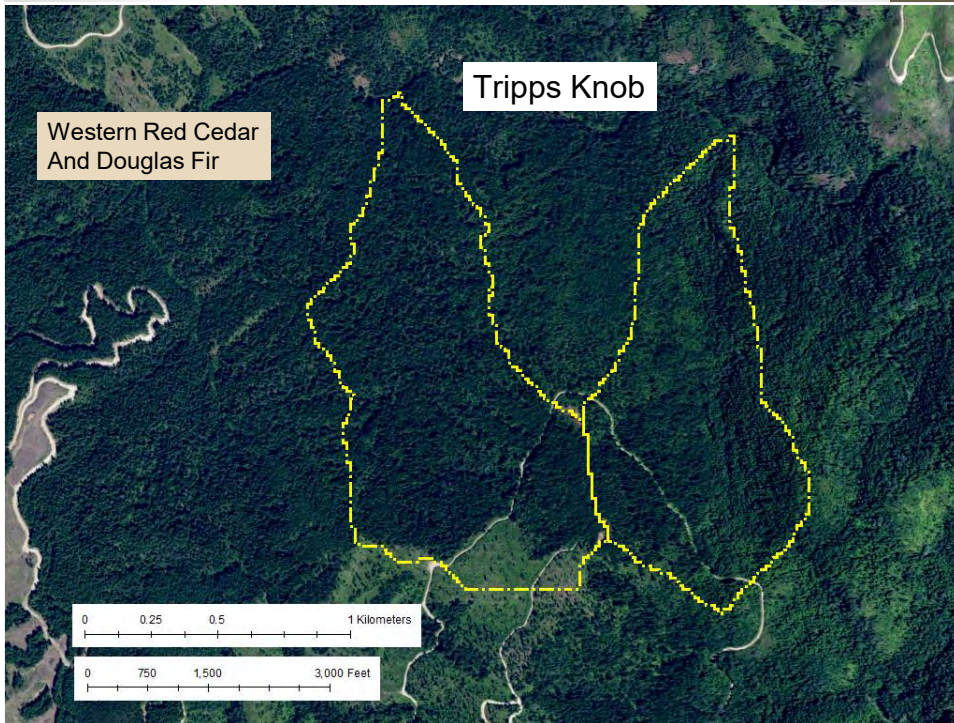 Tripps Knob
Western Red Cedar
And Douglas Fir
0 0.25 0.5 1 Kilometers
0 750 1,500 3,000 Feet